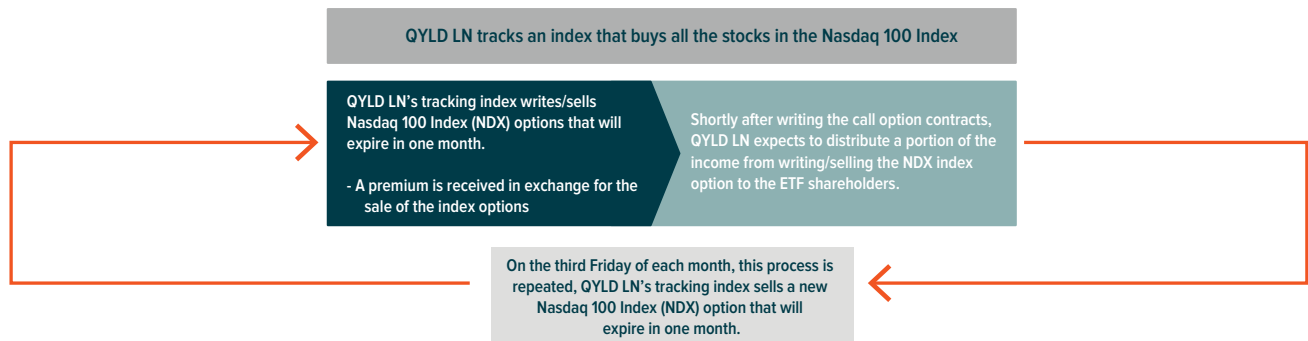 QYLD LN tracks an index that buys all the stocks in the Nasdaq 100 Index
QYLD LN's tracking index writes/sells
Nasdaq 100 Index (NDX) options that will
expire in one month.
- A premium is received in exchange for the
sale of the index options
Shortly after writing the call option contracts,
QYLD LN expects to distribute a portion of the
income from writing/selling the NDX index
option to the ETF shareholders.
On the third Friday of each month, this process is
repeated, QYLD LN's tracking index sells a new
Nasdaq 100 Index (NDX) option that will
expire in one month.